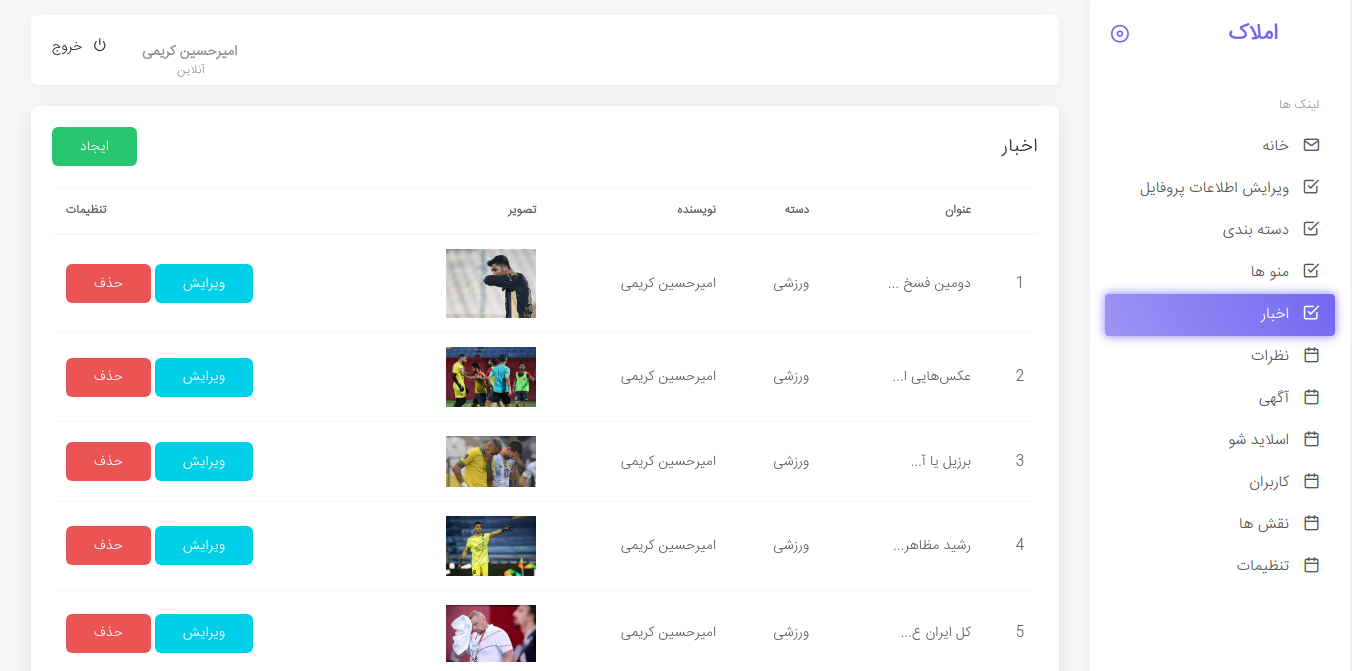 املاک
لینک ها
خانه
ویرایش اطلاعات پروفایل
دسته بندی
منو ها
اخبار
نظرات
آگهی
اسلاید شو
کاربران
نقش ها
تنظیمات
امیرحسین کریمی
آنلاین
خروج
اخبار
ایجاد
عنوان دسته نویسنده تصویر تنظیمات
1 دومین فسخ ... ورزشی امیرحسین کریمی ویرایش حذف
2 عکس‌هایی ا... ورزشی امیرحسین کریمی ویرایش حذف
3 برزیل یا آ... ورزشی امیرحسین کریمی ویرایش حذف
4 رشید مظاهر... ورزشی امیرحسین کریمی ویرایش حذف
5 کل ایران ع... ورزشی امیرحسین کریمی ویرایش حذف